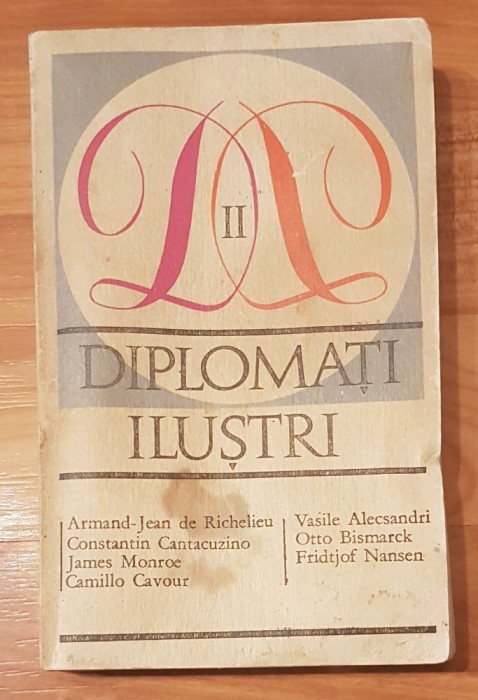 II
DIPLOMAȚI
ILUȘTRI
Armand-Jean de Richelieu
Constantin Cantacuzino
James Monroe
Camillo Cavour
Vasile Alecsandri
Otto Bismarck
Fridtjof Nansen